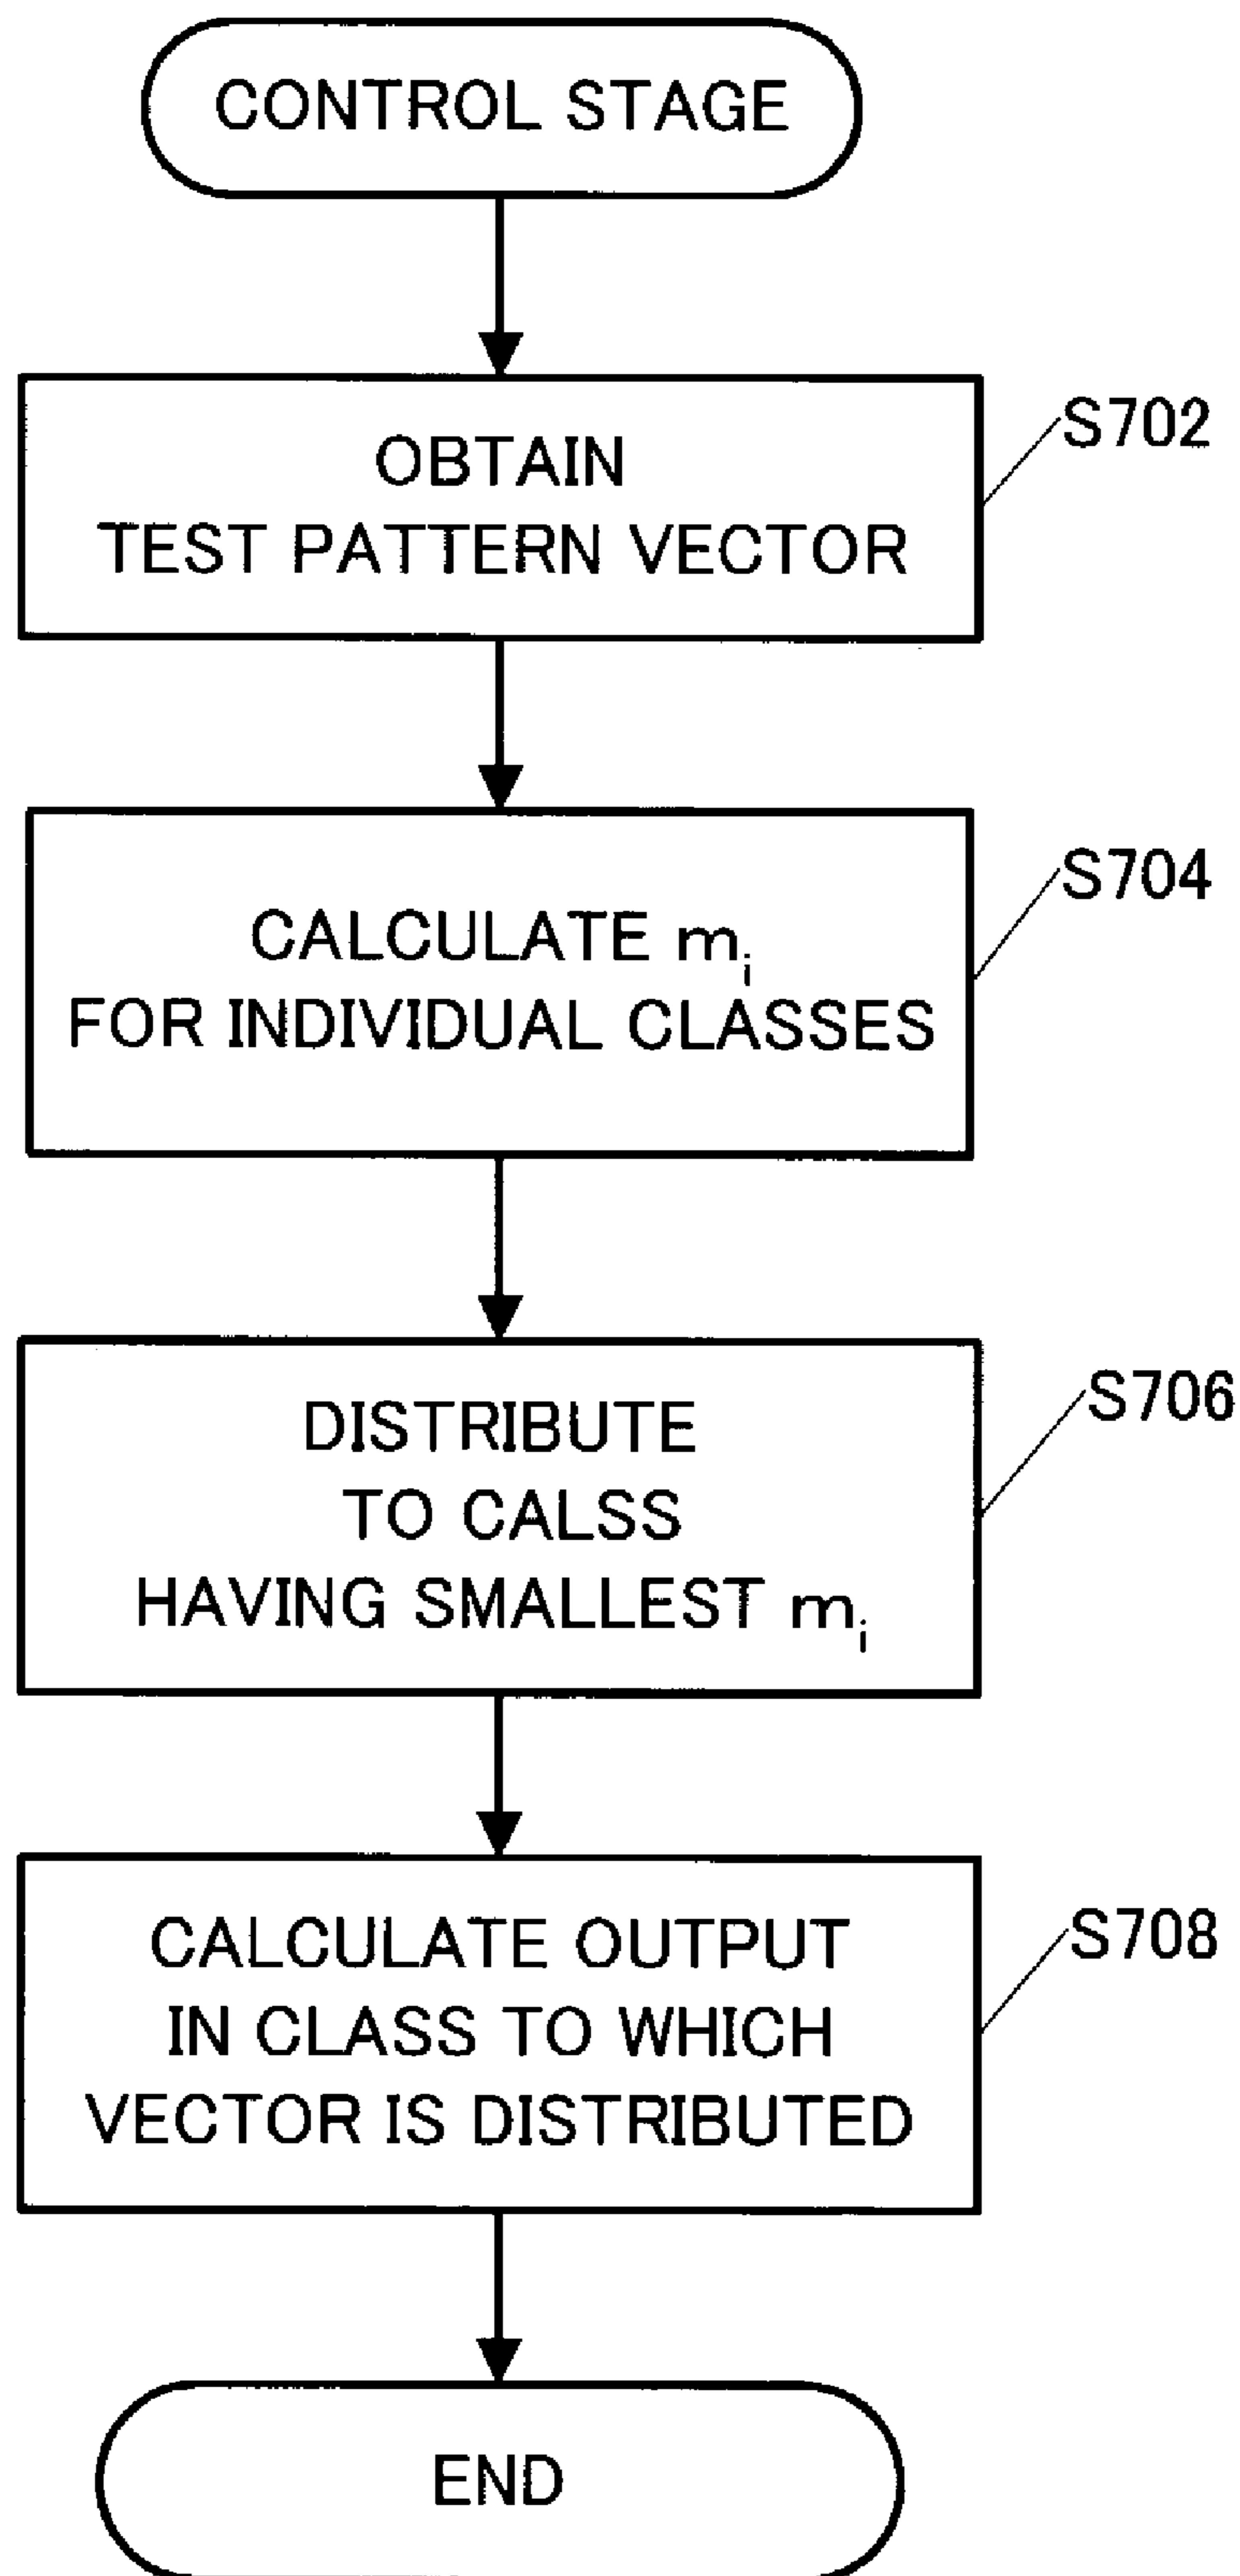 CONTROL STAGE
OBTAIN
TEST PATTERN VECTOR
S702
CALCULATE mi
FOR INDIVIDUAL CLASSES
S704
DISTRIBUTE
TO CALSS
HAVING SMALLEST mi
S706
CALCULATE OUTPUT
IN CLASS TO WHICH
VECTOR IS DISTRIBUTED
S708
END